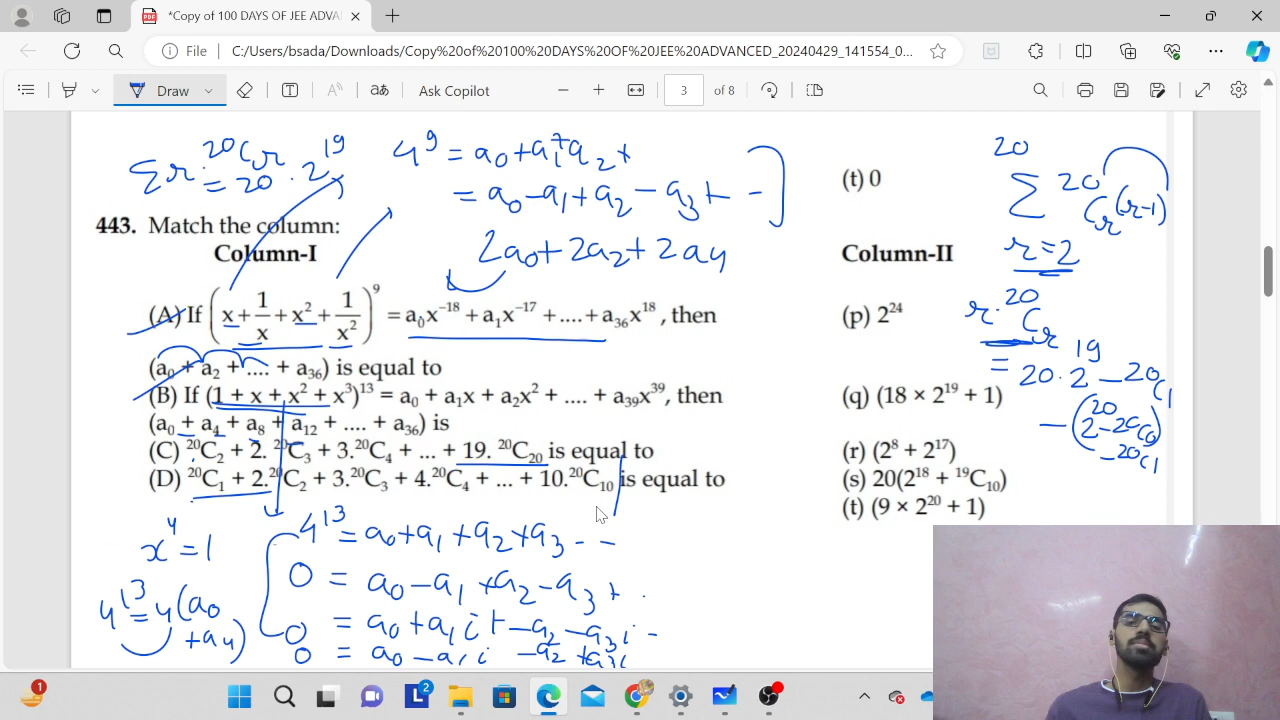 *Copy of 100 DAYS OF JEE ADVA
File C:/Users/bsada/Downloads/Copy%20of%20100%20DAYS%20OF%20JEE%20ADVANCED_20240429_141554_0...
Draw
Ask Copilot
3 of 8
Σr ²⁰Cr
= 20 · 2¹⁹
4⁹ = a₀ + a₁ + a₂ +
= a₀ - a₁ + a₂ - a₃ + -
2a₀ + 2a₂ + 2a₄
(t) 0
20
Σ ²⁰Cr (r-1)
r = 2
443. Match the column:
Column-I
Column-II
(A) If (x + 1/x + x² + 1/x²)⁹ = a₀x⁻¹⁸ + a₁x⁻¹⁷ + .... + a₃₆x¹⁸, then
(p) 2²⁴
(a₀ + a₂ + .... + a₃₆) is equal to
(B) If (1 + x + x² + x³)¹³ = a₀ + a₁x + a₂x² + .... + a₃₉x³⁹, then
(q) (18 × 2¹⁹ + 1)
(a₀ + a₄ + a₈ + a₁₂ + .... + a₃₆) is
(C) ²⁰C₂ + 2. ²⁰C₃ + 3.²⁰C₄ + ... + 19. ²⁰C₂₀ is equal to
(r) (2⁸ + 2¹⁷)
(D) ²⁰C₁ + 2.²⁰C₂ + 3.²⁰C₃ + 4.²⁰C₄ + ... + 10.²⁰C₁₀ is equal to
(s) 20(2¹⁸ + ¹⁹C₁₀)
(t) (9 × 2²⁰ + 1)
r · ²⁰Cr
= 20 · 2¹⁹ - ²⁰C₁
- (2²⁰ - ²⁰C₀
- ²⁰C₁
x⁴ = 1
4¹³ = 4(a₀
+ a₄)
4¹³ = a₀ + a₁ + a₂ + a₃ - -
0 = a₀ - a₁ + a₂ - a₃ + .
0 = a₀ + a₁i + - a₂ - a₃i -
0 = a₀ - a₁i - a₂ + a₃i
1
2